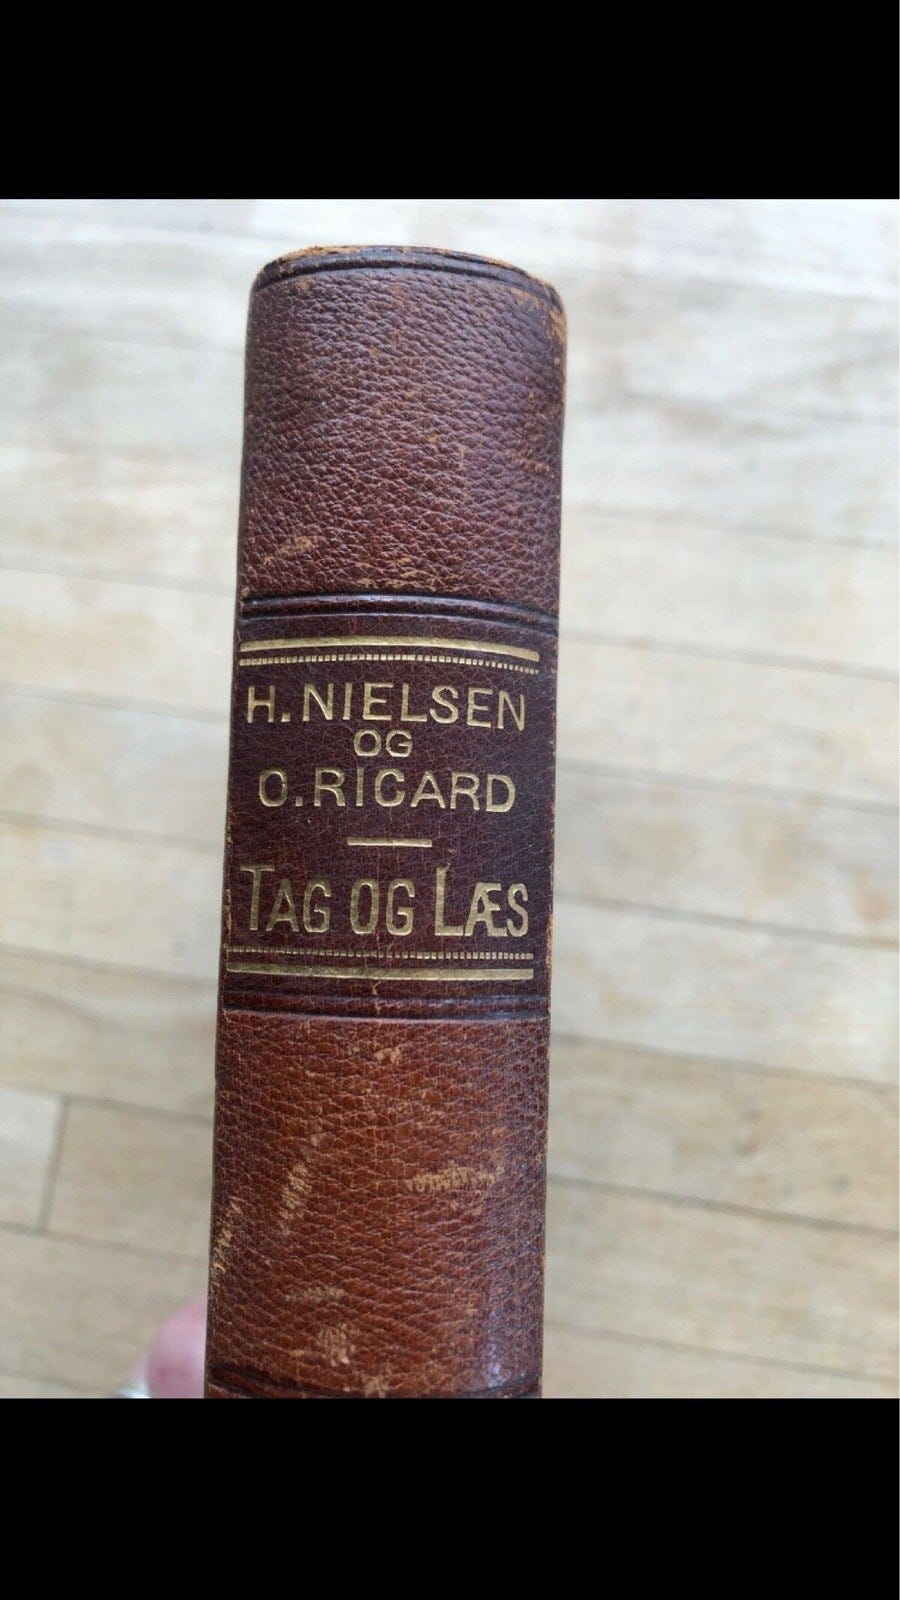 H. NIELSEN
OG
O. RICARD
TAG OG LÆS